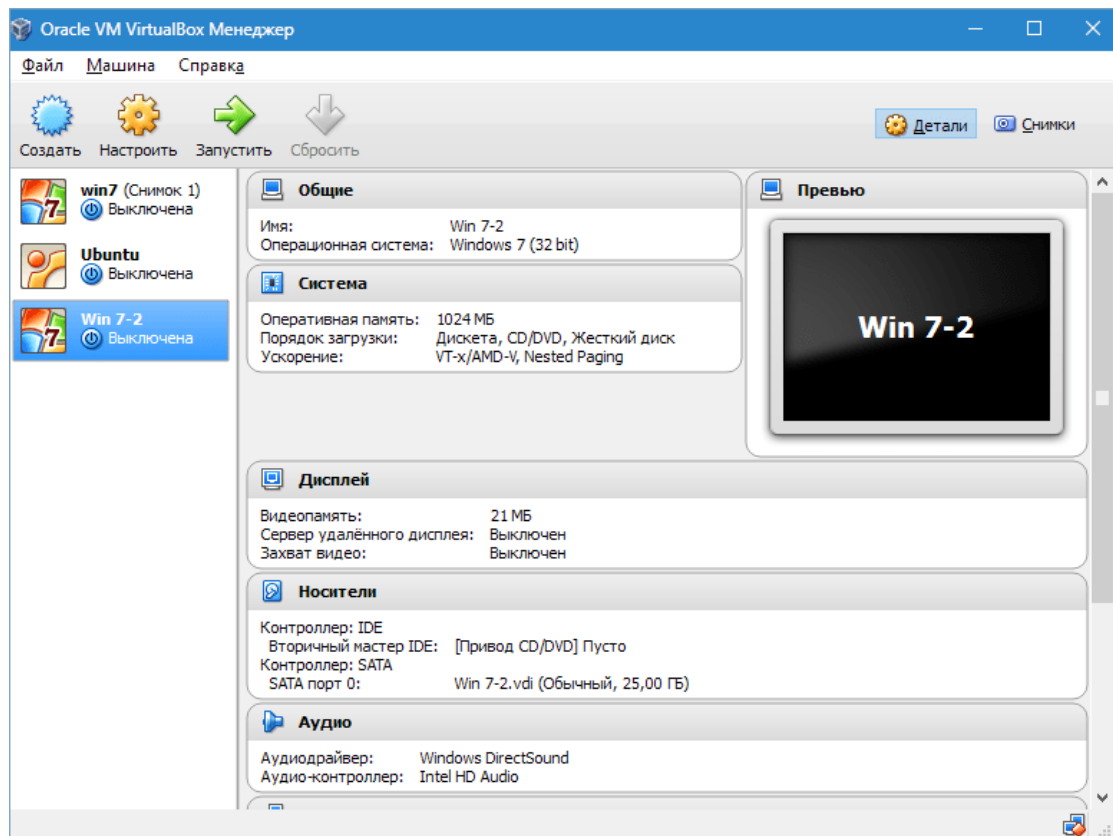 Oracle VM VirtualBox Менеджер
Файл Машина Справка
Создать Настроить Запустить Сбросить Детали Снимки
win7 (Снимок 1)
Выключена
Ubuntu
Выключена
Win 7-2
Выключена
Общие
Имя: Win 7-2
Операционная система: Windows 7 (32 bit)
Система
Оперативная память: 1024 МБ
Порядок загрузки: Дискета, CD/DVD, Жесткий диск
Ускорение: VT-x/AMD-V, Nested Paging
Превью
Win 7-2
Дисплей
Видеопамять: 21 МБ
Сервер удалённого дисплея: Выключен
Захват видео: Выключен
Носители
Контроллер: IDE
Вторичный мастер IDE: [Привод CD/DVD] Пусто
Контроллер: SATA
SATA порт 0: Win 7-2.vdi (Обычный, 25,00 ГБ)
Аудио
Аудиодрайвер: Windows DirectSound
Аудио-контроллер: Intel HD Audio